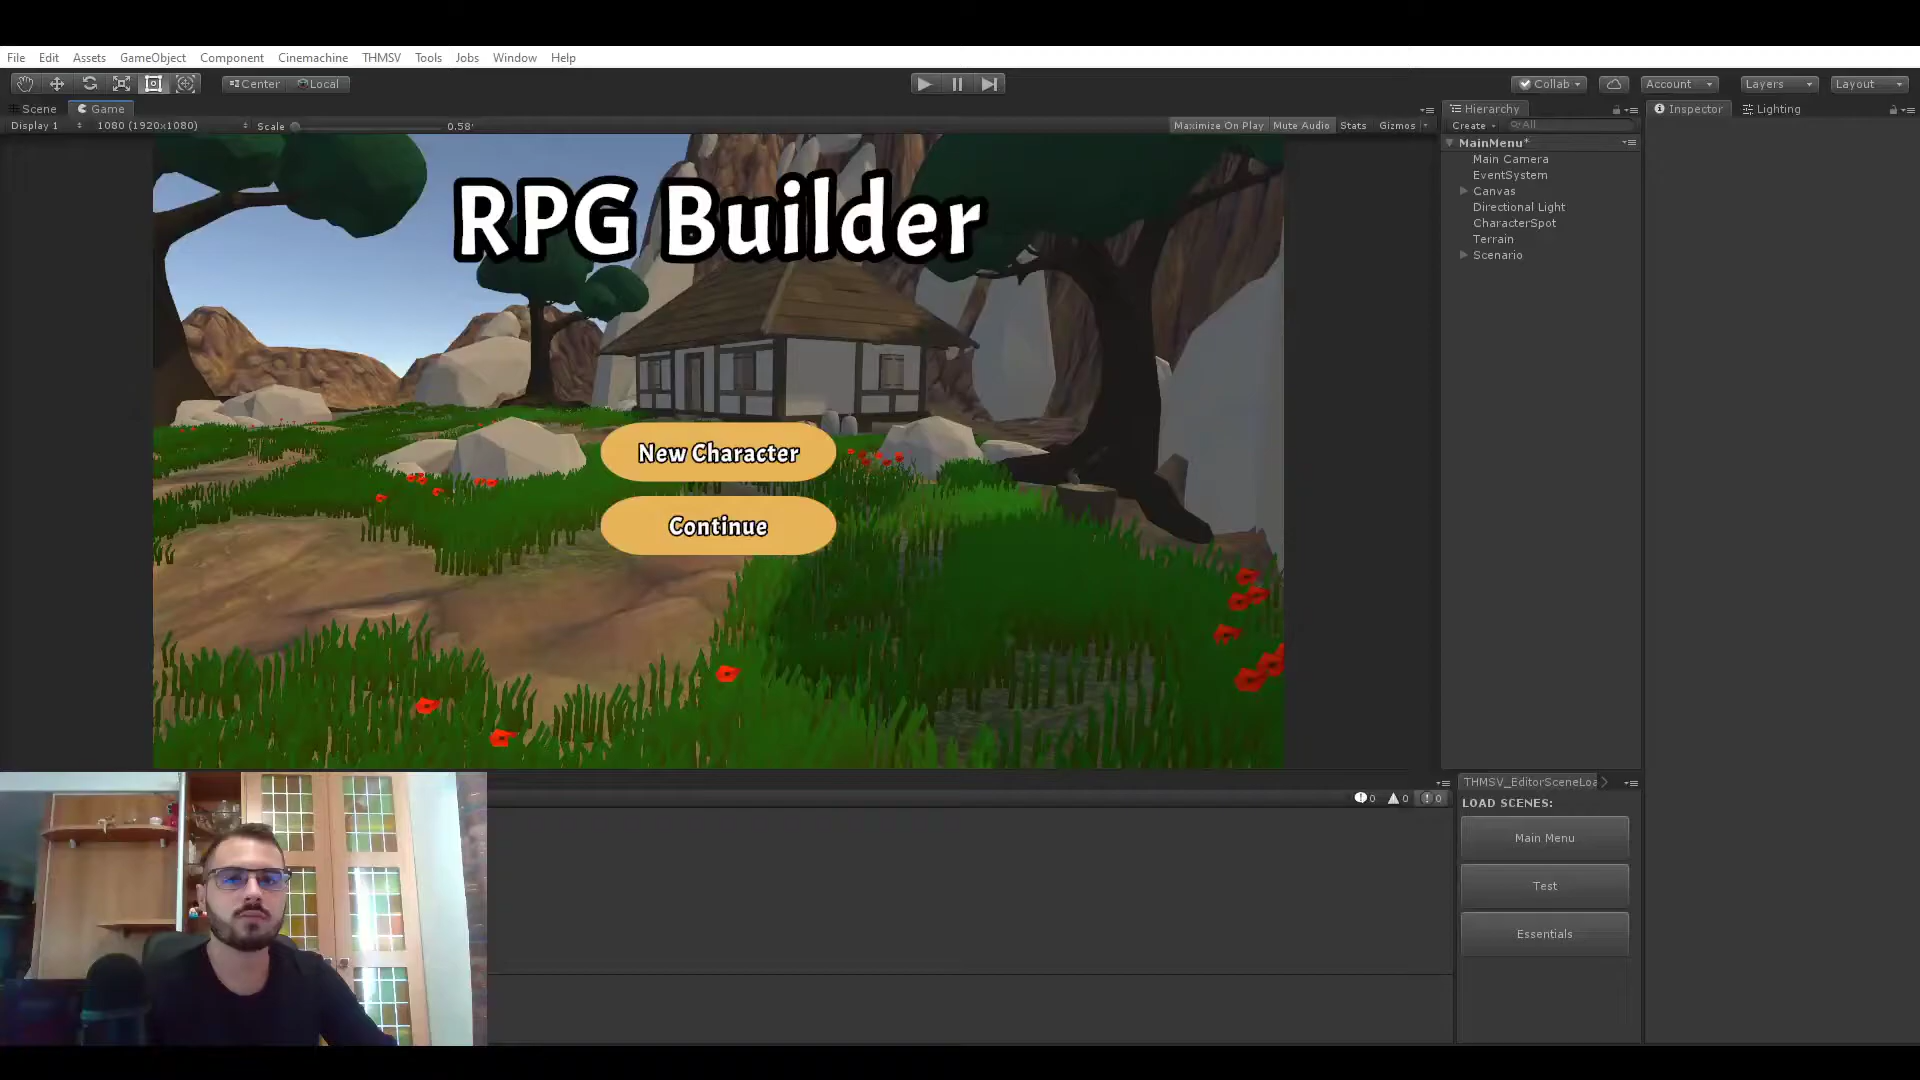 File Edit Assets GameObject Component Cinemachine THMSV Tools Jobs Window Help
Center Local Collab Account Layers Layout
Scene Game Hierarchy Inspector Lighting
Display 1 1080 (1920x1080) Scale 0.58 Maximize On Play Mute Audio Stats Gizmos Create All
MainMenu*
Main Camera
EventSystem
Canvas
Directional Light
CharacterSpot
Terrain
Scenario
RPG Builder
New Character
Continue
THMSV_EditorSceneLoa
0 0 0
LOAD SCENES:
Main Menu
Test
Essentials